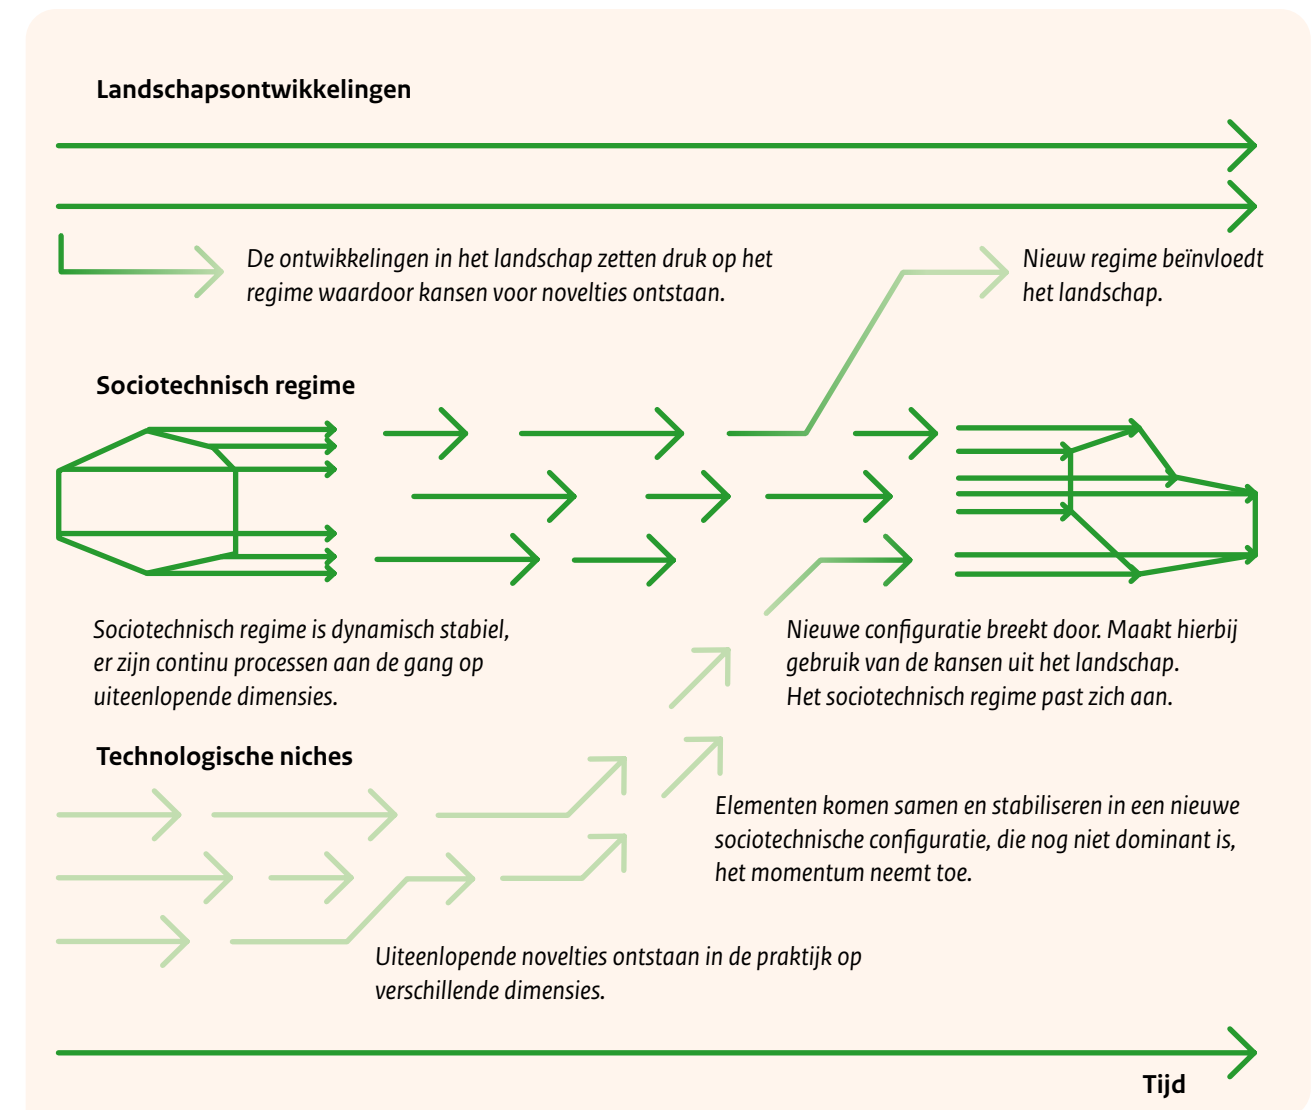 Landschapsontwikkelingen
De ontwikkelingen in het landschap zetten druk op het
regime waardoor kansen voor novelties ontstaan.
Nieuw regime beïnvloedt
het landschap.
Sociotechnisch regime
Sociotechnisch regime is dynamisch stabiel,
er zijn continu processen aan de gang op
uiteenlopende dimensies.
Nieuwe configuratie breekt door. Maakt hierbij
gebruik van de kansen uit het landschap.
Het sociotechnisch regime past zich aan.
Technologische niches
Elementen komen samen en stabiliseren in een nieuwe
sociotechnische configuratie, die nog niet dominant is,
het momentum neemt toe.
Uiteenlopende novelties ontstaan in de praktijk op
verschillende dimensies.
Tijd